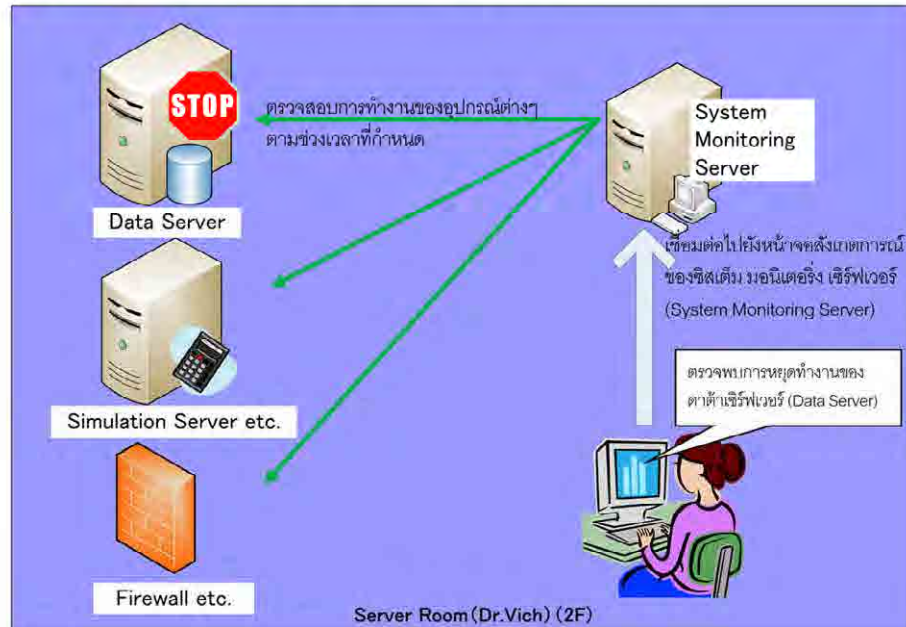 STOP
ตรวจสอบการทำงานของอุปกรณ์ต่างๆ
ตามช่วงเวลาที่กำหนด
System
Monitoring
Server
Data Server
เชื่อมต่อไปยังหน้าจอสังเกตการณ์
ของซิสเต็ม มอนิเตอริ่ง เซิร์ฟเวอร์
(System Monitoring Server)
ตรวจพบการหยุดทำงานของ
ดาต้าเซิร์ฟเวอร์ (Data Server)
Simulation Server etc.
Firewall etc.
Server Room (Dr.Vich) (2F)